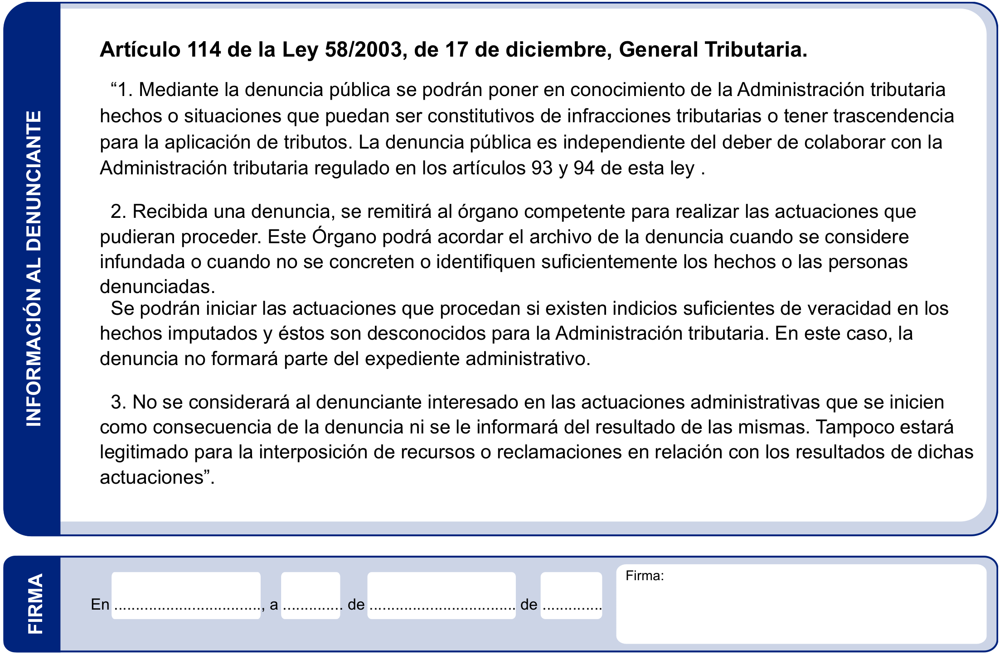 INFORMACIÓN AL DENUNCIANTE
Artículo 114 de la Ley 58/2003, de 17 de diciembre, General Tributaria.
“1. Mediante la denuncia pública se podrán poner en conocimiento de la Administración tributaria
hechos o situaciones que puedan ser constitutivos de infracciones tributarias o tener trascendencia
para la aplicación de tributos. La denuncia pública es independiente del deber de colaborar con la
Administración tributaria regulado en los artículos 93 y 94 de esta ley .
2. Recibida una denuncia, se remitirá al órgano competente para realizar las actuaciones que
pudieran proceder. Este Órgano podrá acordar el archivo de la denuncia cuando se considere
infundada o cuando no se concreten o identifiquen suficientemente los hechos o las personas
denunciadas.
Se podrán iniciar las actuaciones que procedan si existen indicios suficientes de veracidad en los
hechos imputados y éstos son desconocidos para la Administración tributaria. En este caso, la
denuncia no formará parte del expediente administrativo.
3. No se considerará al denunciante interesado en las actuaciones administrativas que se inicien
como consecuencia de la denuncia ni se le informará del resultado de las mismas. Tampoco estará
legitimado para la interposición de recursos o reclamaciones en relación con los resultados de dichas
actuaciones”.
FIRMA
En .................................., a .............. de .................................. de ..............
Firma: